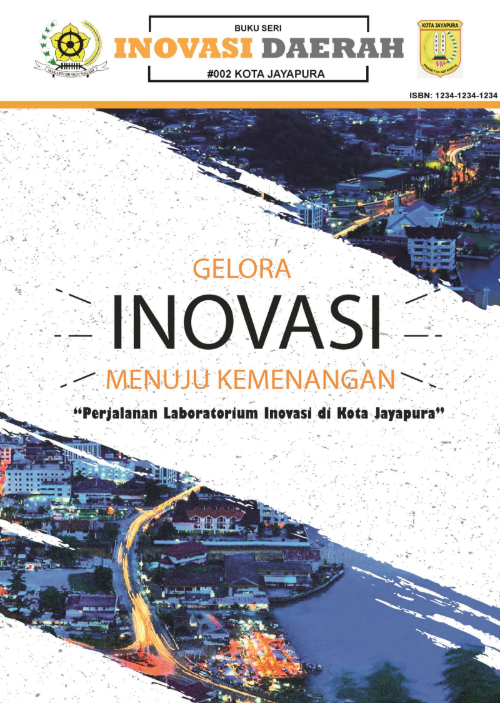 BUKU SERI
INOVASI DAERAH
#002 KOTA JAYAPURA
KOTA JAYAPURA
ISBN: 1234-1234-1234
GELORA
INOVASI
MENUJU KEMENANGAN
“Perjalanan Laboratorium Inovasi di Kota Jayapura”